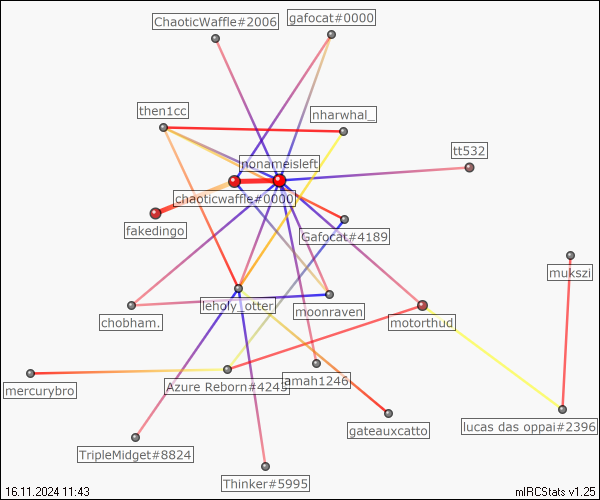 ChaoticWaffle#2006
gafocat#0000
then1cc
nharwhal_
tt532
nonameisleft
chaoticwaffle#0000
fakedingo
Gafocat#4189
mukszi
leholy_otter
moonraven
chobham.
motorthud
mercurybro
Azure Reborn#4243
amah1246
gateauxcatto
lucas das oppai#2396
TripleMidget#8824
Thinker#5995
16.11.2024 11:43
mIRCStats v1.25